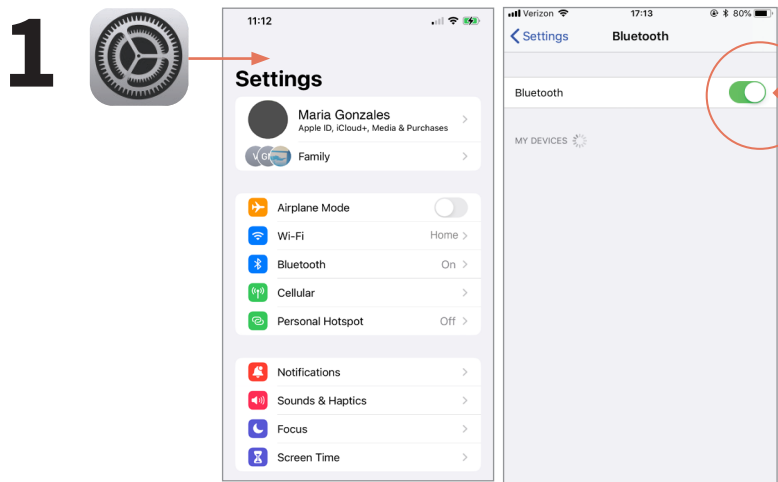 1
11:12
Settings
Maria Gonzales
Apple ID, iCloud+, Media & Purchases
Family
Airplane Mode
Wi-Fi Home
Bluetooth On
Cellular
Personal Hotspot Off
Notifications
Sounds & Haptics
Focus
Screen Time
Verizon 17:13 80%
Settings Bluetooth
Bluetooth
MY DEVICES